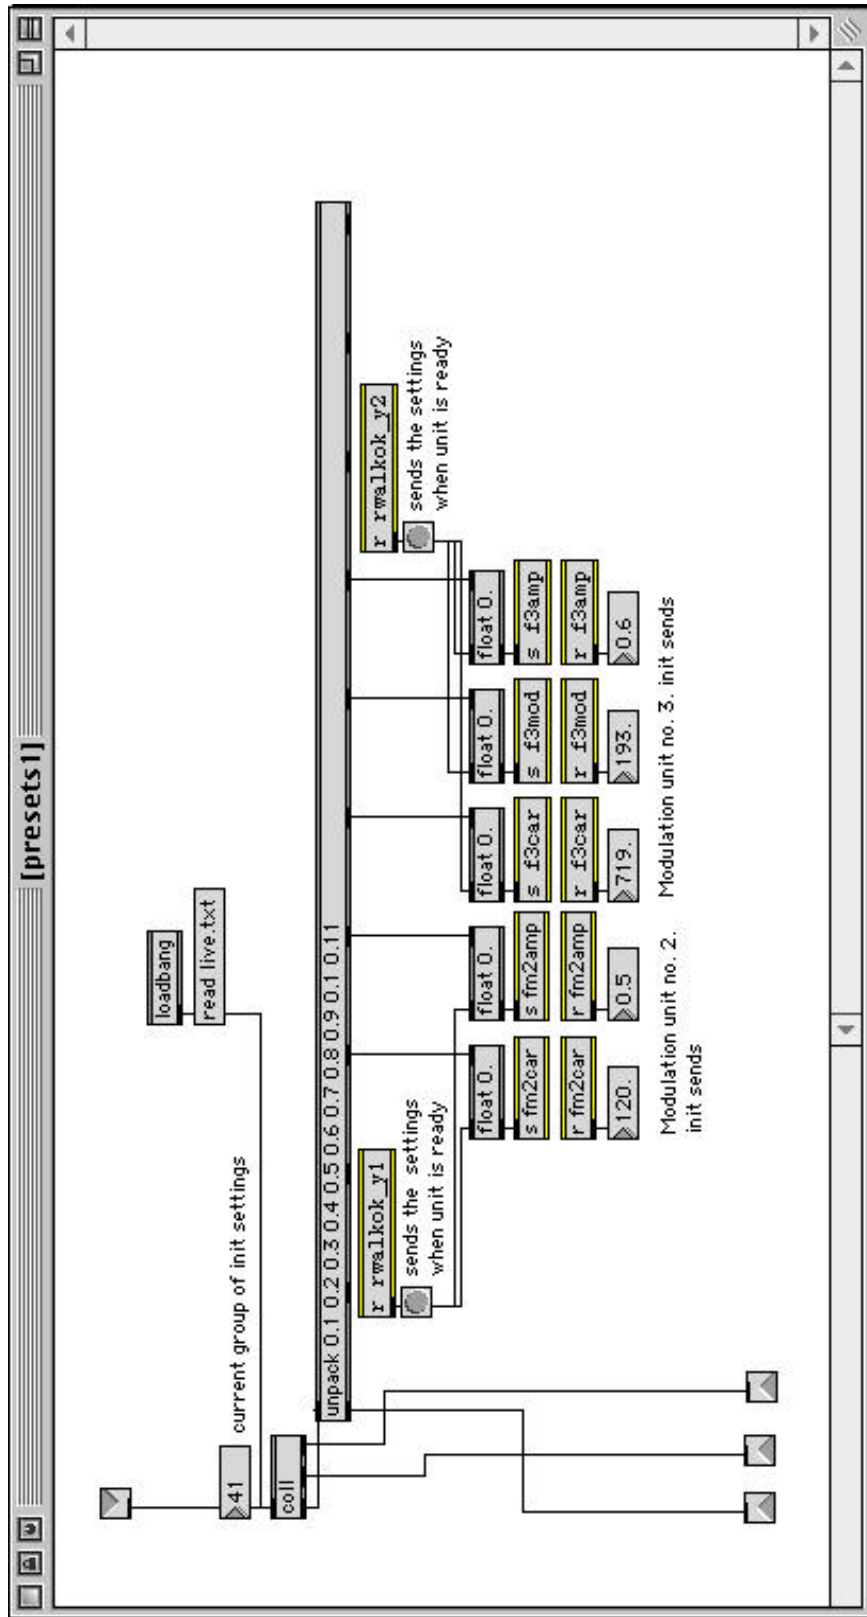 [presets1]
loadbang
read live.txt
41
current group of init settings
coll
unpack 0.1 0.2 0.3 0.4 0.5 0.6 0.7 0.8 0.9 0.1 0.11
r rwalkok_y1
sends the settings
when unit is ready
r rwalkok_y2
sends the settings
when unit is ready
float 0.
float 0.
float 0.
float 0.
float 0.
s fm2car
s fm2amp
s f3car
s f3mod
s f3amp
r fm2car
r fm2amp
r f3car
r f3mod
r f3amp
120.
0.5
719.
193.
0.6
Modulation unit no. 2.
init sends
Modulation unit no. 3. init sends